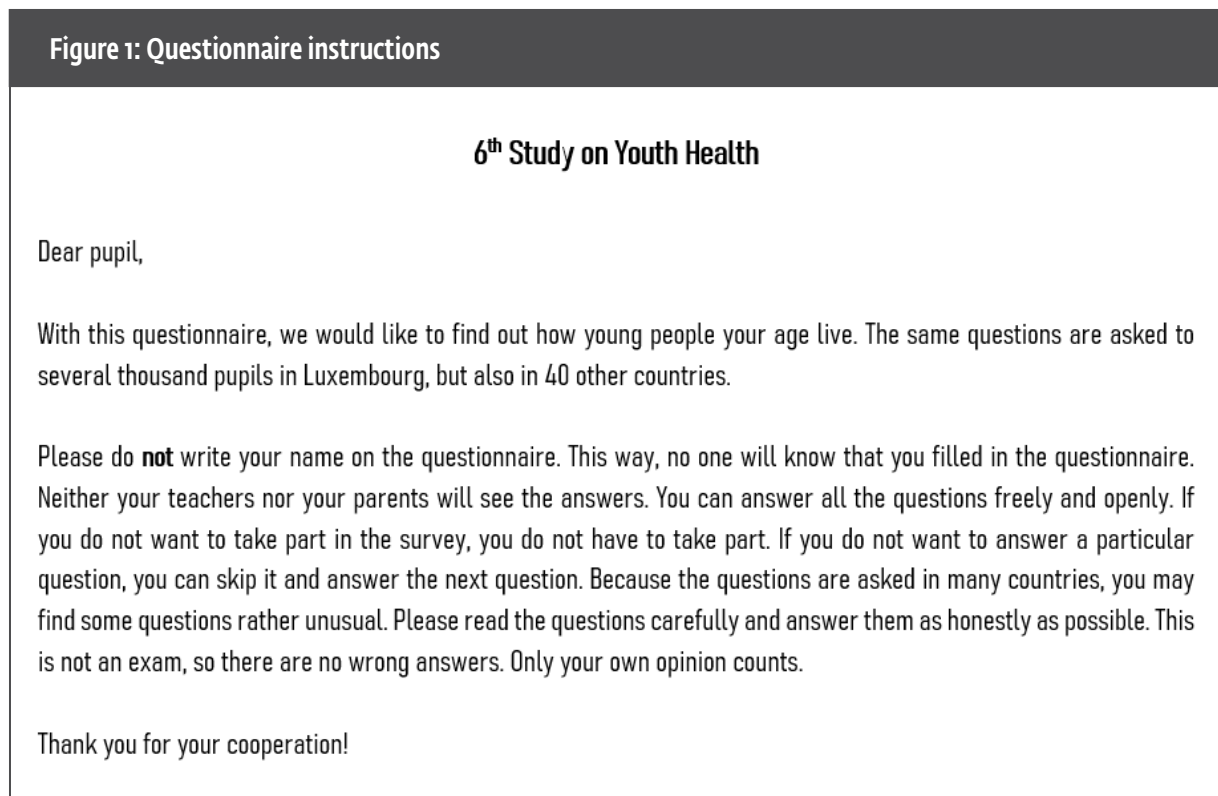 Figure 1: Questionnaire instructions
6th Study on Youth Health
Dear pupil,
With this questionnaire, we would like to find out how young people your age live. The same questions are asked to
several thousand pupils in Luxembourg, but also in 40 other countries.
Please do not write your name on the questionnaire. This way, no one will know that you filled in the questionnaire.
Neither your teachers nor your parents will see the answers. You can answer all the questions freely and openly. If
you do not want to take part in the survey, you do not have to take part. If you do not want to answer a particular
question, you can skip it and answer the next question. Because the questions are asked in many countries, you may
find some questions rather unusual. Please read the questions carefully and answer them as honestly as possible. This
is not an exam, so there are no wrong answers. Only your own opinion counts.
Thank you for your cooperation!